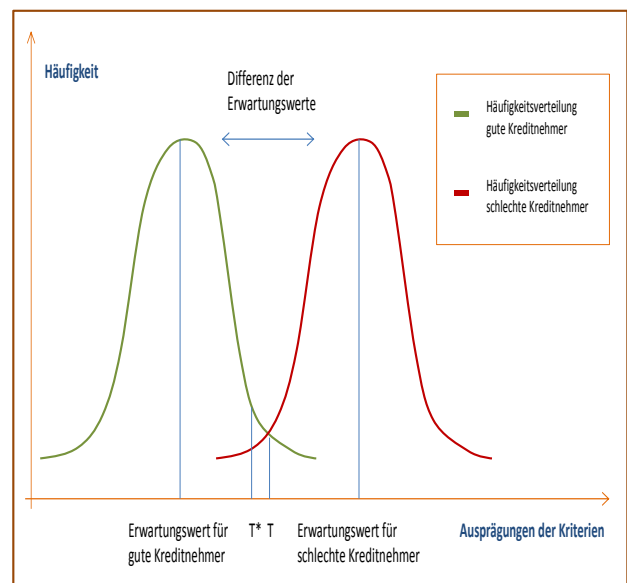 Häufigkeit
Differenz der
Erwartungswerte
Häufigkeitsverteilung
gute Kreditnehmer
Häufigkeitsverteilung
schlechte Kreditnehmer
Erwartungswert für
gute Kreditnehmer
T* T
Erwartungswert für
schlechte Kreditnehmer
Ausprägungen der Kriterien